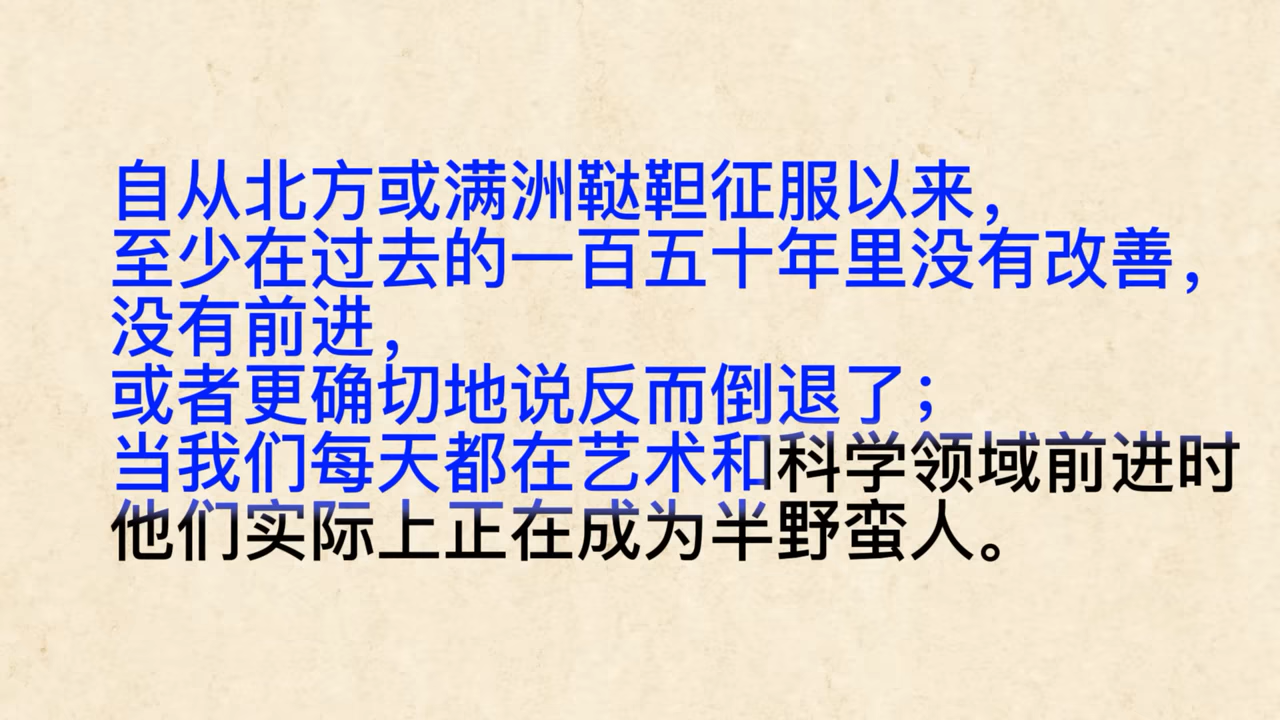 自从北方或满洲鞑靼征服以来，
至少在过去的一百五十年里没有改善，
没有前进，
或者更确切地说反而倒退了；
当我们每天都在艺术和科学领域前进时
他们实际上正在成为半野蛮人。